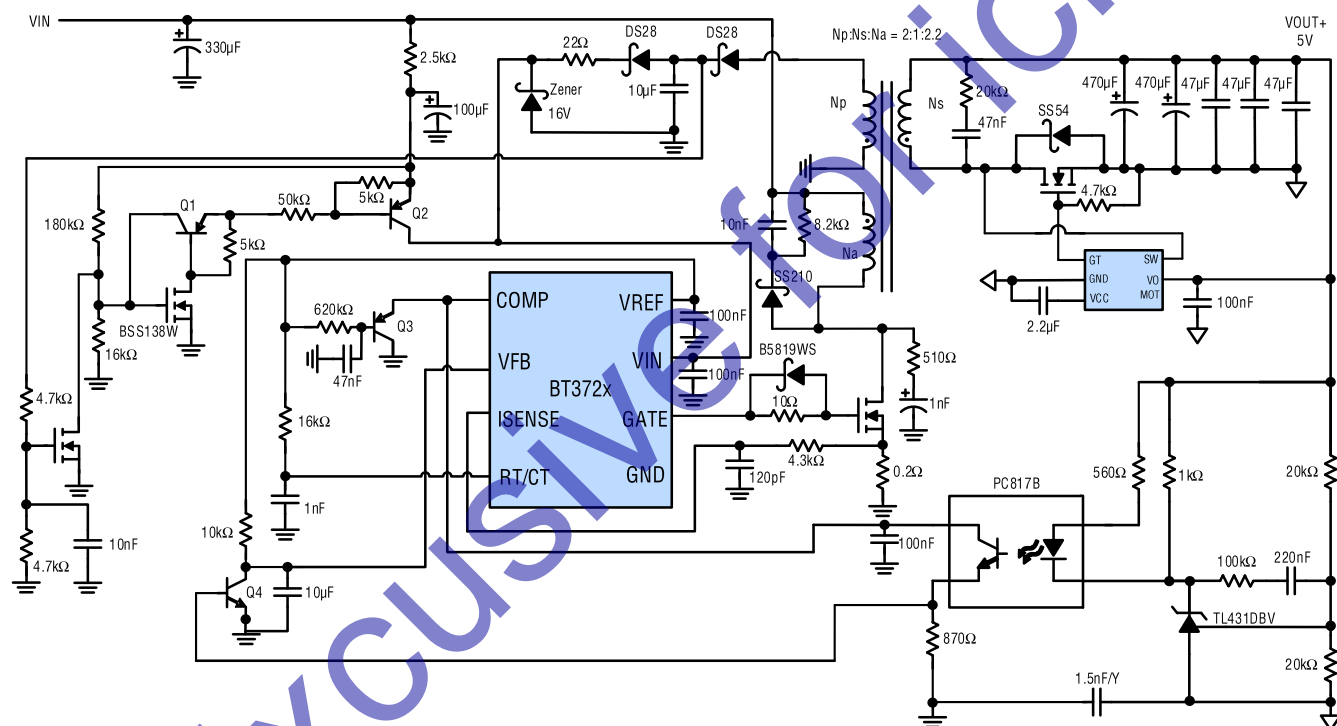 VIN
330µF
2.5kΩ
100µF
22Ω
DS28
DS28
Zener
16V
10µF
Np:Ns:Na = 2:1:2.2
Np
Ns
Na
20kΩ
47nF
SS54
470µF
470µF
47µF
47µF
47µF
VOUT+
5V
4.7kΩ
180kΩ
Q1
50kΩ
5kΩ
Q2
5kΩ
BSS138W
16kΩ
10nF
8.2kΩ
SS210
GT
SW
GND
VO
VCC
MOT
2.2µF
100nF
620kΩ
Q3
47nF
COMP
VREF
VFB
VIN
BT372x
ISENSE
GATE
RT/CT
GND
100nF
100nF
B5819WS
10Ω
510Ω
1nF
4.7kΩ
16kΩ
1nF
120pF
4.3kΩ
0.2Ω
10kΩ
4.7kΩ
10nF
Q4
10µF
100nF
PC817B
560Ω
1kΩ
20kΩ
100kΩ
220nF
TL431DBV
870Ω
20kΩ
1.5nF/Y